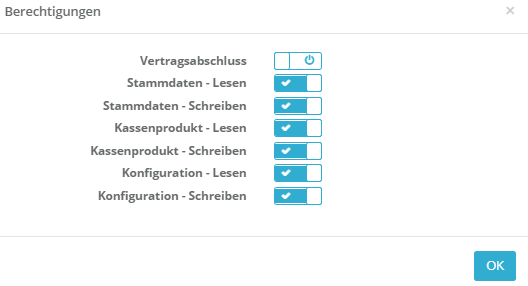 Berechtigungen ×
Vertragsabschluss
Stammdaten - Lesen
Stammdaten - Schreiben
Kassenprodukt - Lesen
Kassenprodukt - Schreiben
Konfiguration - Lesen
Konfiguration - Schreiben
OK